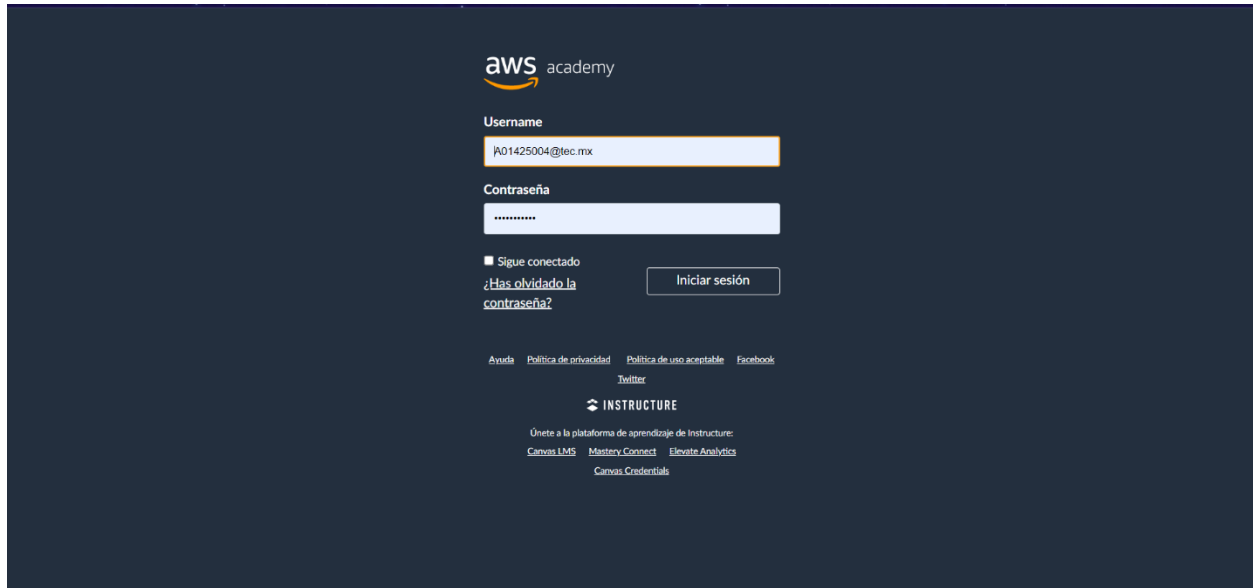 aws academy
Username
A01425004@tec.mx
Contraseña
•••••••••••
Sigue conectado
¿Has olvidado la
contraseña?
Iniciar sesión
Ayuda Política de privacidad Política de uso aceptable Facebook
Twitter
INSTRUCTURE
Únete a la plataforma de aprendizaje de Instructure:
Canvas LMS Mastery Connect Elevate Analytics
Canvas Credentials